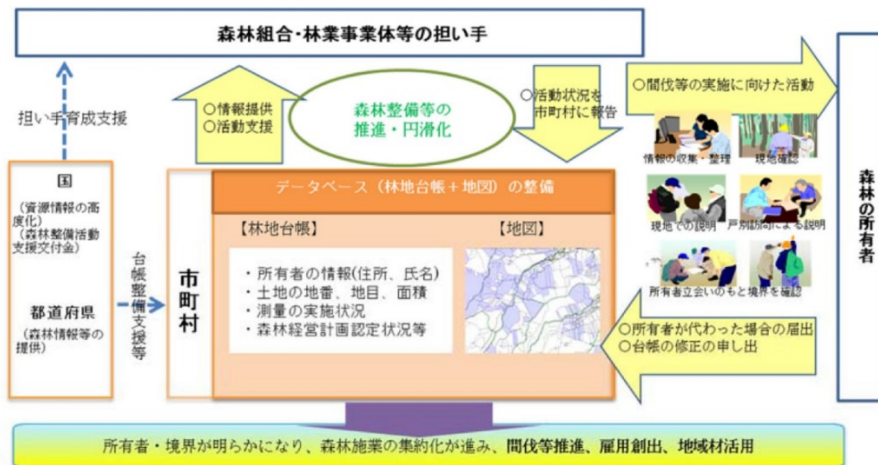 森林組合・林業事業体等の担い手
担い手育成支援
○情報提供
○活動支援
森林整備等の
推進・円滑化
○活動状況を
市町村に報告
○間伐等の実施に向けた活動
情報の収集・整理
現地確認
現地での説明
戸別訪問による説明
所有者立会いのもと境界を確認
森林の所有者
国
(資源情報の高
度化)
(森林整備活動
支援交付金)
都道府県
(森林情報等の
提供)
台帳整備支援等
市町村
データベース(林地台帳+地図)の整備
【林地台帳】
【地図】
・所有者の情報(住所、氏名)
・土地の地番、地目、面積
・測量の実施状況
・森林経営計画認定状況等
○所有者が代わった場合の届出
○台帳の修正の申し出
所有者・境界が明らかになり、森林施業の集約化が進み、間伐等推進、雇用創出、地域材活用